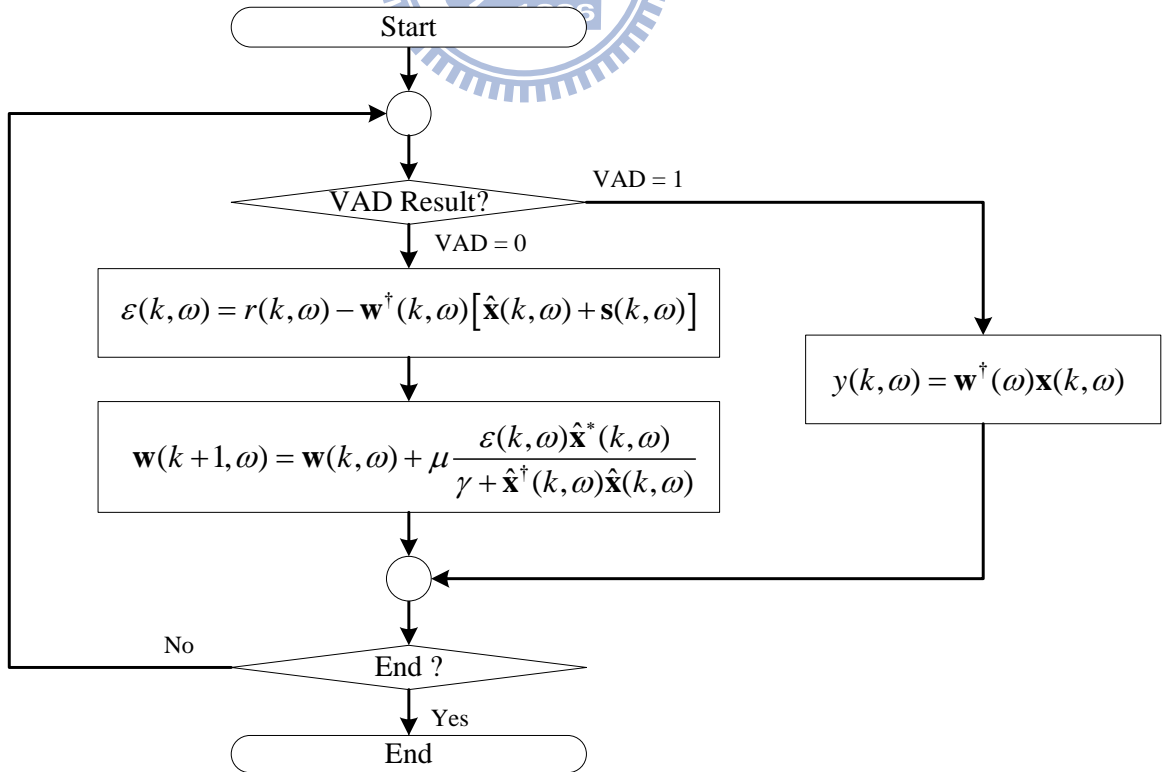 Start
VAD Result?
VAD = 1
VAD = 0
ε(k,ω) = r(k,ω) − w†(k,ω)[x̂(k,ω) + s(k,ω)]
y(k,ω) = w†(ω)x(k,ω)
w(k+1,ω) = w(k,ω) + μ ε(k,ω)x̂*(k,ω) / γ + x̂†(k,ω)x̂(k,ω)
No
End ?
Yes
End